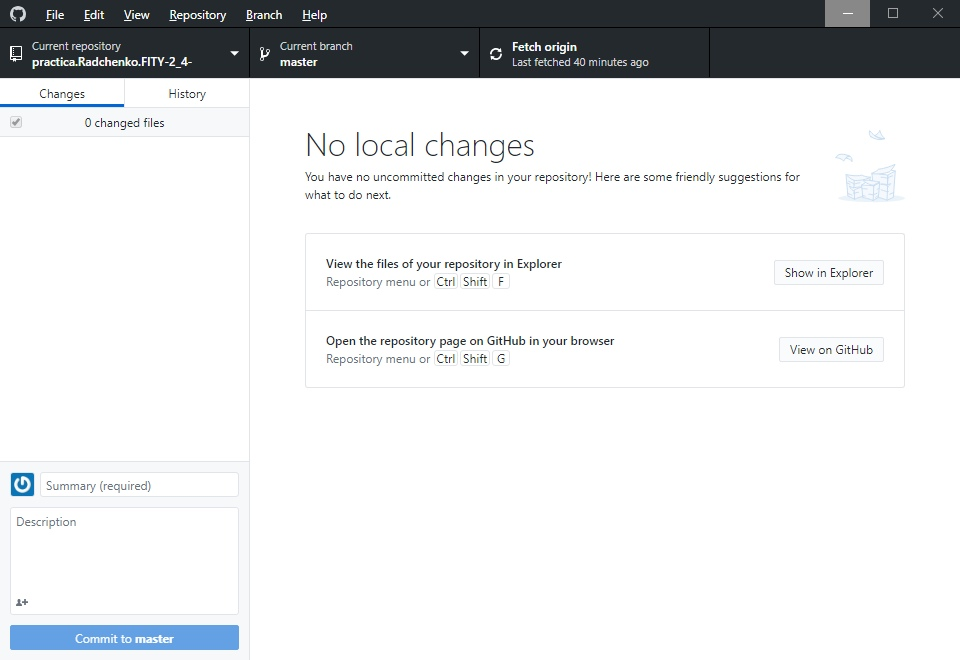 File Edit View Repository Branch Help
Current repository
practica.Radchenko.FITY-2_4-
Current branch
master
Fetch origin
Last fetched 40 minutes ago
Changes
History
0 changed files
No local changes
You have no uncommitted changes in your repository! Here are some friendly suggestions for
what to do next.
View the files of your repository in Explorer
Repository menu or Ctrl Shift F
Show in Explorer
Open the repository page on GitHub in your browser
Repository menu or Ctrl Shift G
View on GitHub
Summary (required)
Description
Commit to master